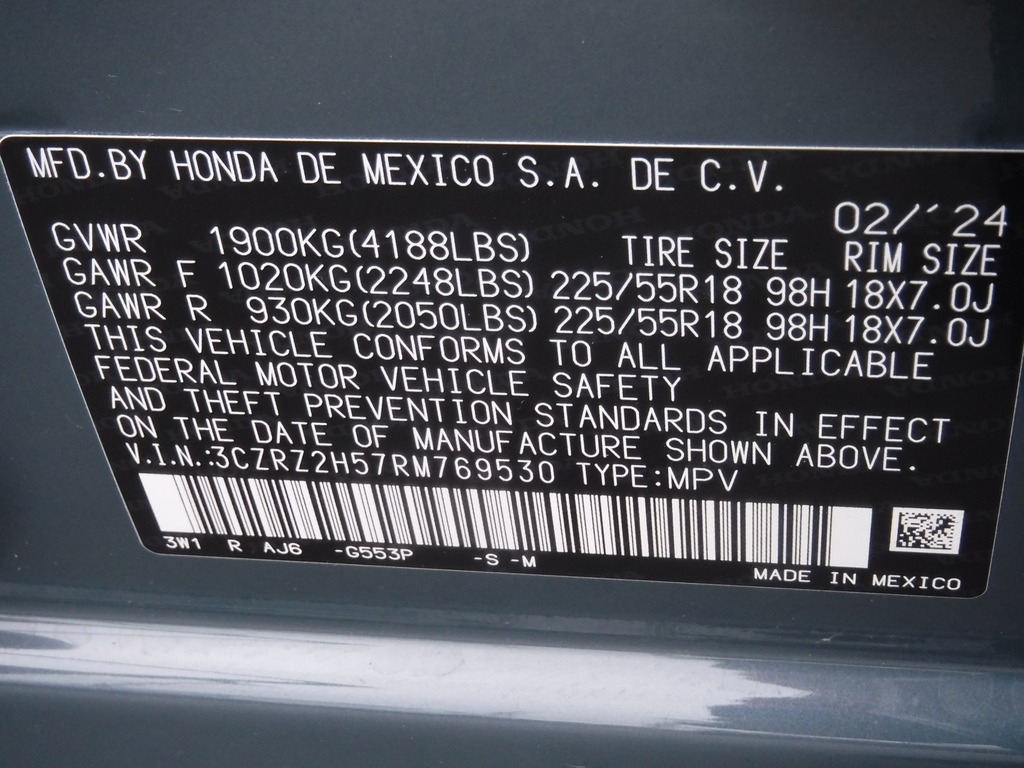 MFD.BY HONDA DE MEXICO S.A. DE C.V.
02/´24
GVWR 1900KG(4188LBS) TIRE SIZE RIM SIZE
GAWR F 1020KG(2248LBS) 225/55R18 98H 18X7.0J
GAWR R 930KG(2050LBS) 225/55R18 98H 18X7.0J
THIS VEHICLE CONFORMS TO ALL APPLICABLE
FEDERAL MOTOR VEHICLE SAFETY
AND THEFT PREVENTION STANDARDS IN EFFECT
ON THE DATE OF MANUFACTURE SHOWN ABOVE.
V.I.N.:3CZRZ2H57RM769530 TYPE:MPV
3W1 R AJ6 -G553P -S -M
MADE IN MEXICO